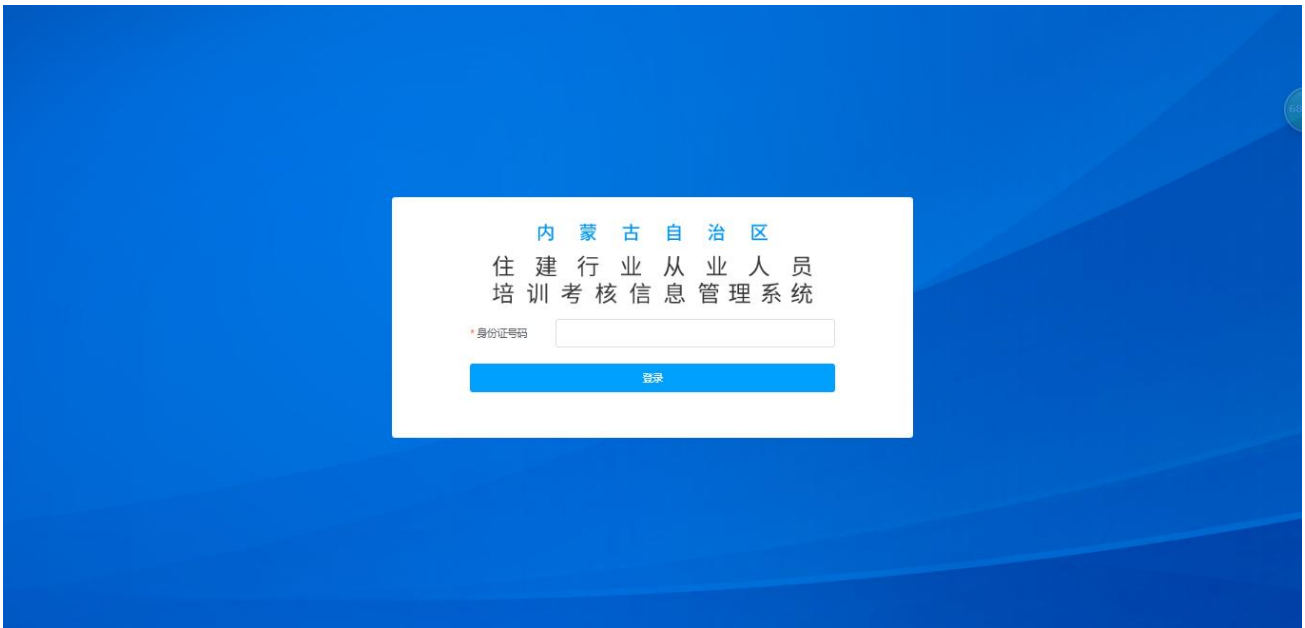 内蒙古自治区
住建行业从业人员
培训考核信息管理系统
*身份证号码
登录